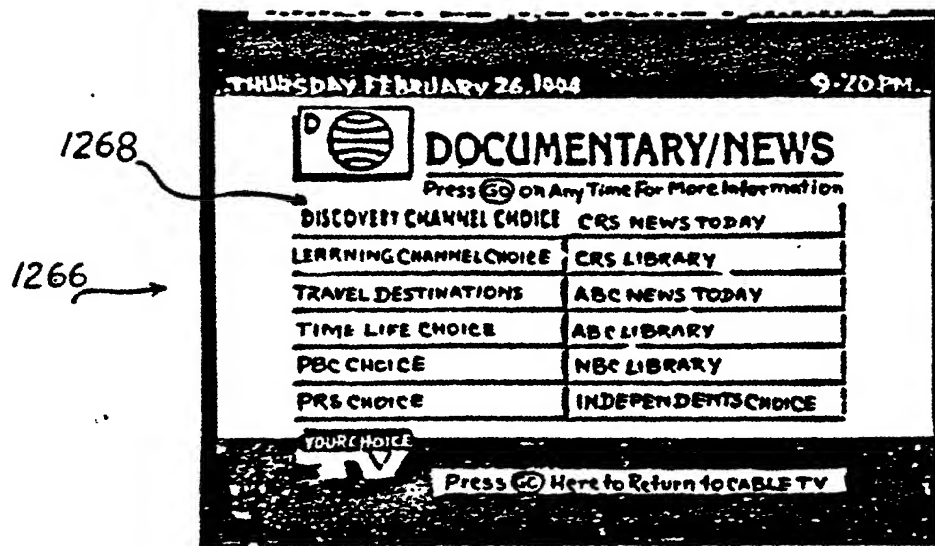 THURSDAY, FEBRUARY 26, 9:20 PM
1268
D DOCUMENTARY/NEWS
Press GO on Any Time For More Information
DISCOVERY CHANNEL CHOICE CRS NEWS TODAY
LEARNING CHANNEL CHOICE CRS LIBRARY
1266
TRAVEL DESTINATIONS ABC NEWS TODAY
TIME LIFE CHOICE ABC LIBRARY
PBC CHOICE NBC LIBRARY
PRS CHOICE INDEPENDENTS CHOICE
YOUR CHOICE
Press GO Here to Return to CABLE TV